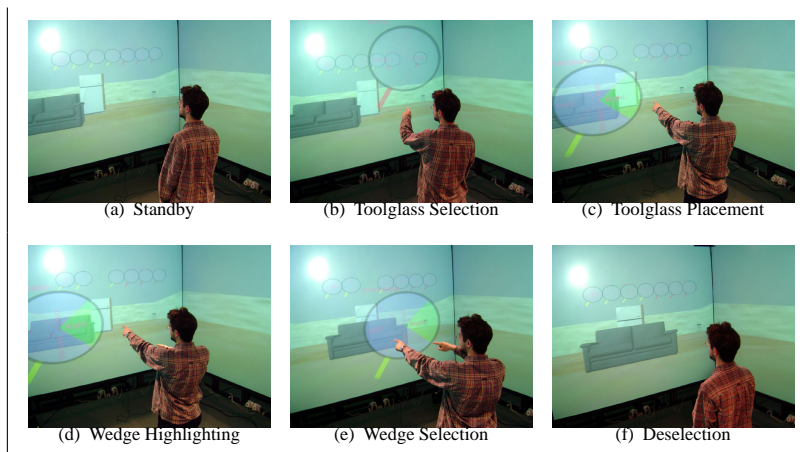 (a) Standby
(b) Toolglass Selection
(c) Toolglass Placement
(d) Wedge Highlighting
(e) Wedge Selection
(f) Deselection